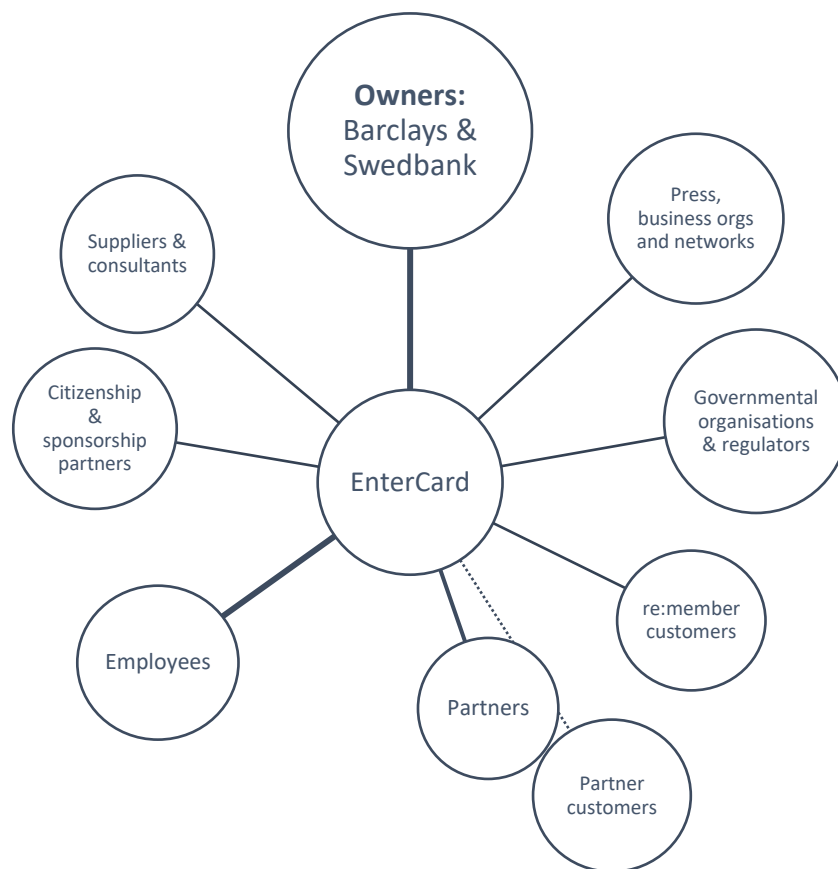 Owners:
Barclays &
Swedbank
Press,
business orgs
and networks
Suppliers &
consultants
Citizenship
&
sponsorship
partners
Governmental
organisations
& regulators
EnterCard
re:member
customers
Employees
Partners
Partner
customers